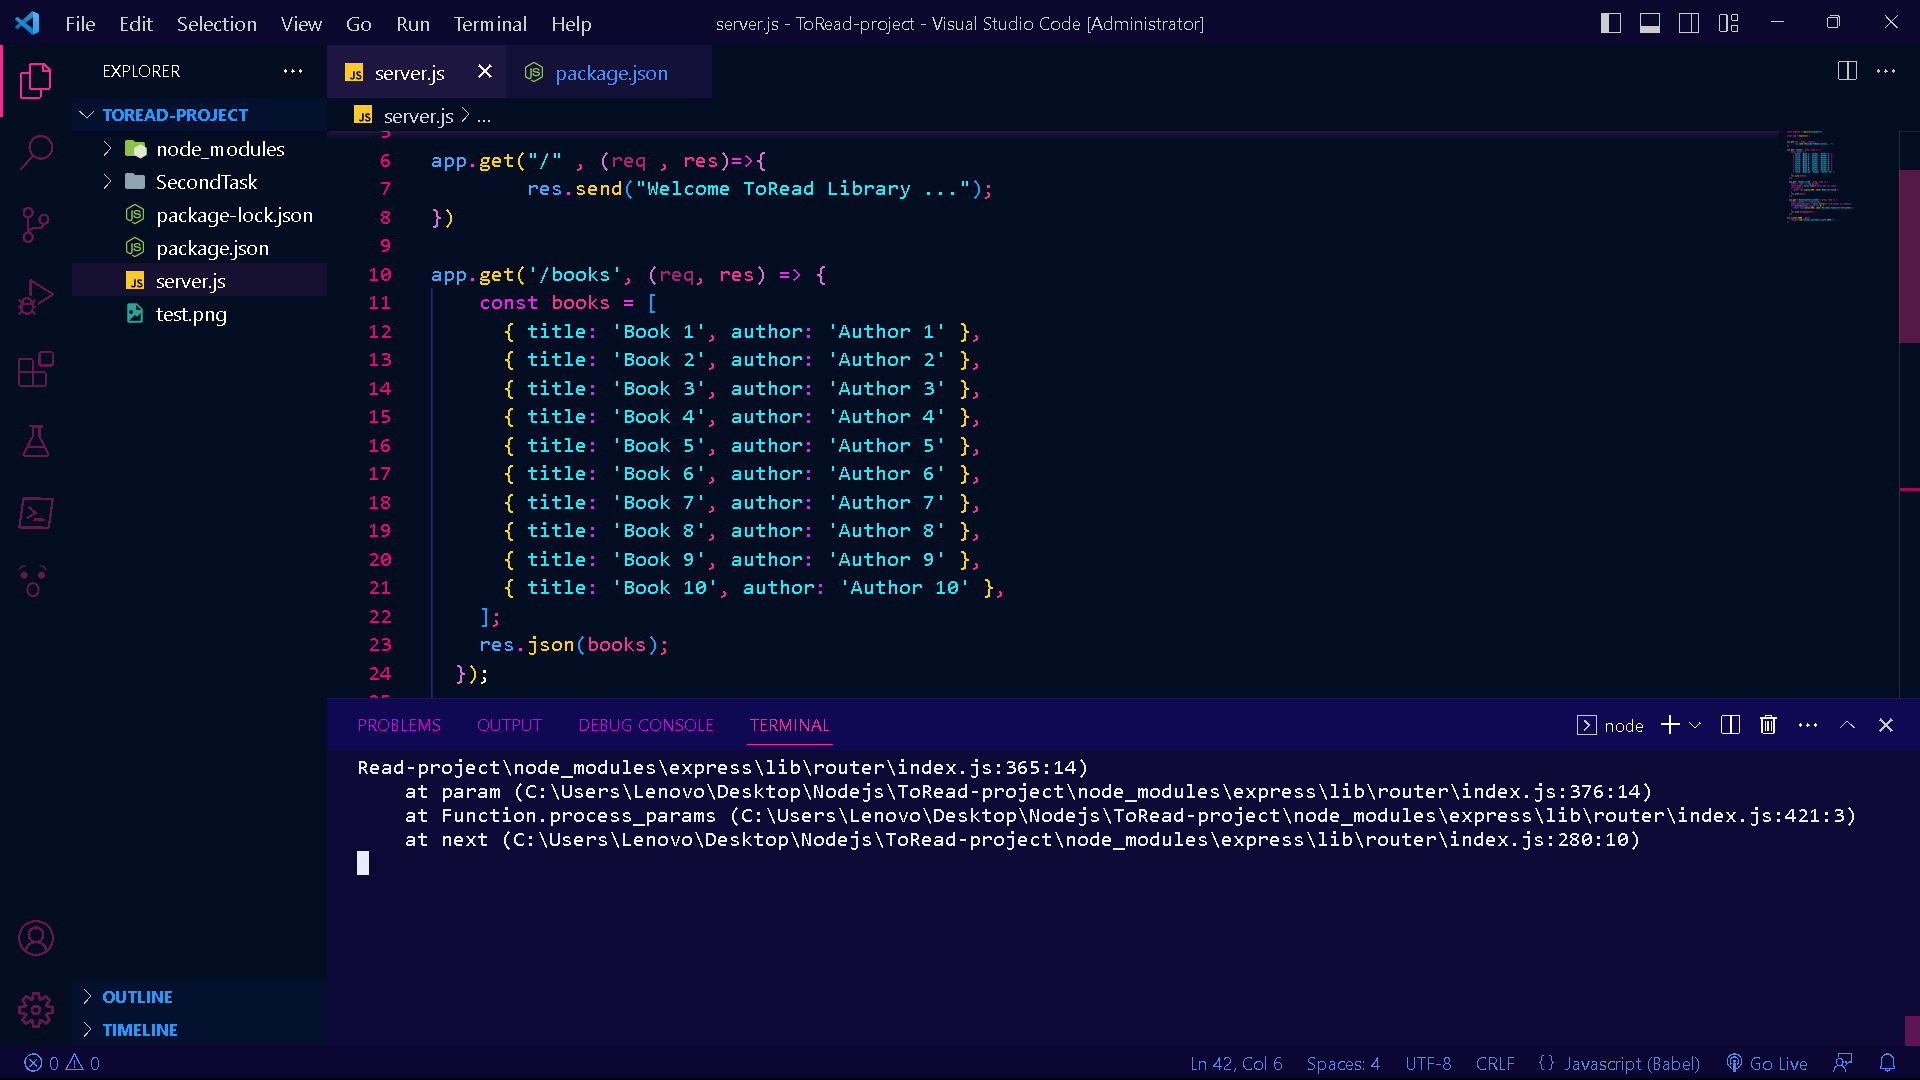 File Edit Selection View Go Run Terminal Help
server.js - ToRead-project - Visual Studio Code [Administrator]
EXPLORER
TOREAD-PROJECT
node_modules
SecondTask
package-lock.json
package.json
server.js
test.png
OUTLINE
TIMELINE
server.js
package.json
server.js > ...
5
6 app.get("/" , (req , res)=>{
7 res.send("Welcome ToRead Library ...");
8 })
9
10 app.get('/books', (req, res) => {
11 const books = [
12 { title: 'Book 1', author: 'Author 1' },
13 { title: 'Book 2', author: 'Author 2' },
14 { title: 'Book 3', author: 'Author 3' },
15 { title: 'Book 4', author: 'Author 4' },
16 { title: 'Book 5', author: 'Author 5' },
17 { title: 'Book 6', author: 'Author 6' },
18 { title: 'Book 7', author: 'Author 7' },
19 { title: 'Book 8', author: 'Author 8' },
20 { title: 'Book 9', author: 'Author 9' },
21 { title: 'Book 10', author: 'Author 10' },
22 ];
23 res.json(books);
24 });
PROBLEMS OUTPUT DEBUG CONSOLE TERMINAL
node
Read-project\node_modules\express\lib\router\index.js:365:14)
at param (C:\Users\Lenovo\Desktop\Nodejs\ToRead-project\node_modules\express\lib\router\index.js:376:14)
at Function.process_params (C:\Users\Lenovo\Desktop\Nodejs\ToRead-project\node_modules\express\lib\router\index.js:421:3)
at next (C:\Users\Lenovo\Desktop\Nodejs\ToRead-project\node_modules\express\lib\router\index.js:280:10)
0 0
Ln 42, Col 6 Spaces: 4 UTF-8 CRLF {} Javascript (Babel) Go Live